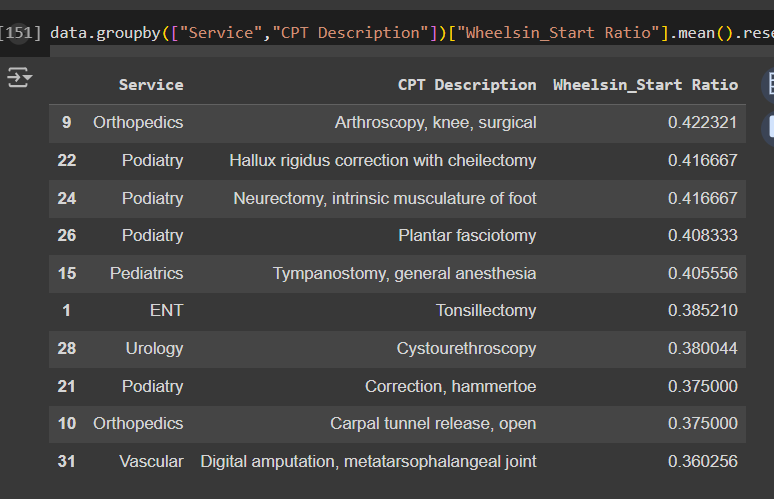 [151] data.groupby(["Service","CPT Description"])["Wheelsin_Start Ratio"].mean().rese
Service CPT Description Wheelsin_Start Ratio
9 Orthopedics Arthroscopy, knee, surgical 0.422321
22 Podiatry Hallux rigidus correction with cheilectomy 0.416667
24 Podiatry Neurectomy, intrinsic musculature of foot 0.416667
26 Podiatry Plantar fasciotomy 0.408333
15 Pediatrics Tympanostomy, general anesthesia 0.405556
1 ENT Tonsillectomy 0.385210
28 Urology Cystourethroscopy 0.380044
21 Podiatry Correction, hammertoe 0.375000
10 Orthopedics Carpal tunnel release, open 0.375000
31 Vascular Digital amputation, metatarsophalangeal joint 0.360256